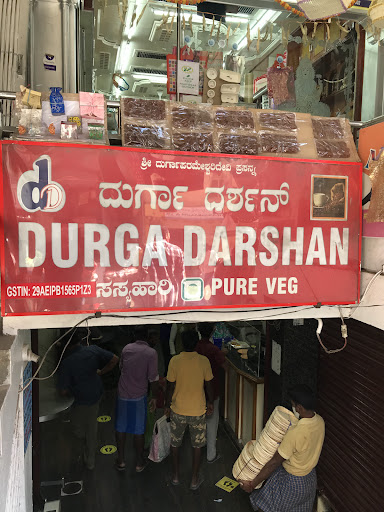 ಶ್ರೀ ದುರ್ಗಾಪರಮೇಶ್ವರಿದೇವಿ ಪ್ರಸನ್ನ
d
ದುರ್ಗಾ ದರ್ಶನ್
DURGA DARSHAN
GSTIN: 29AEIPB1565P1Z3 ಸಸ್ಯಹಾರಿ PURE VEG